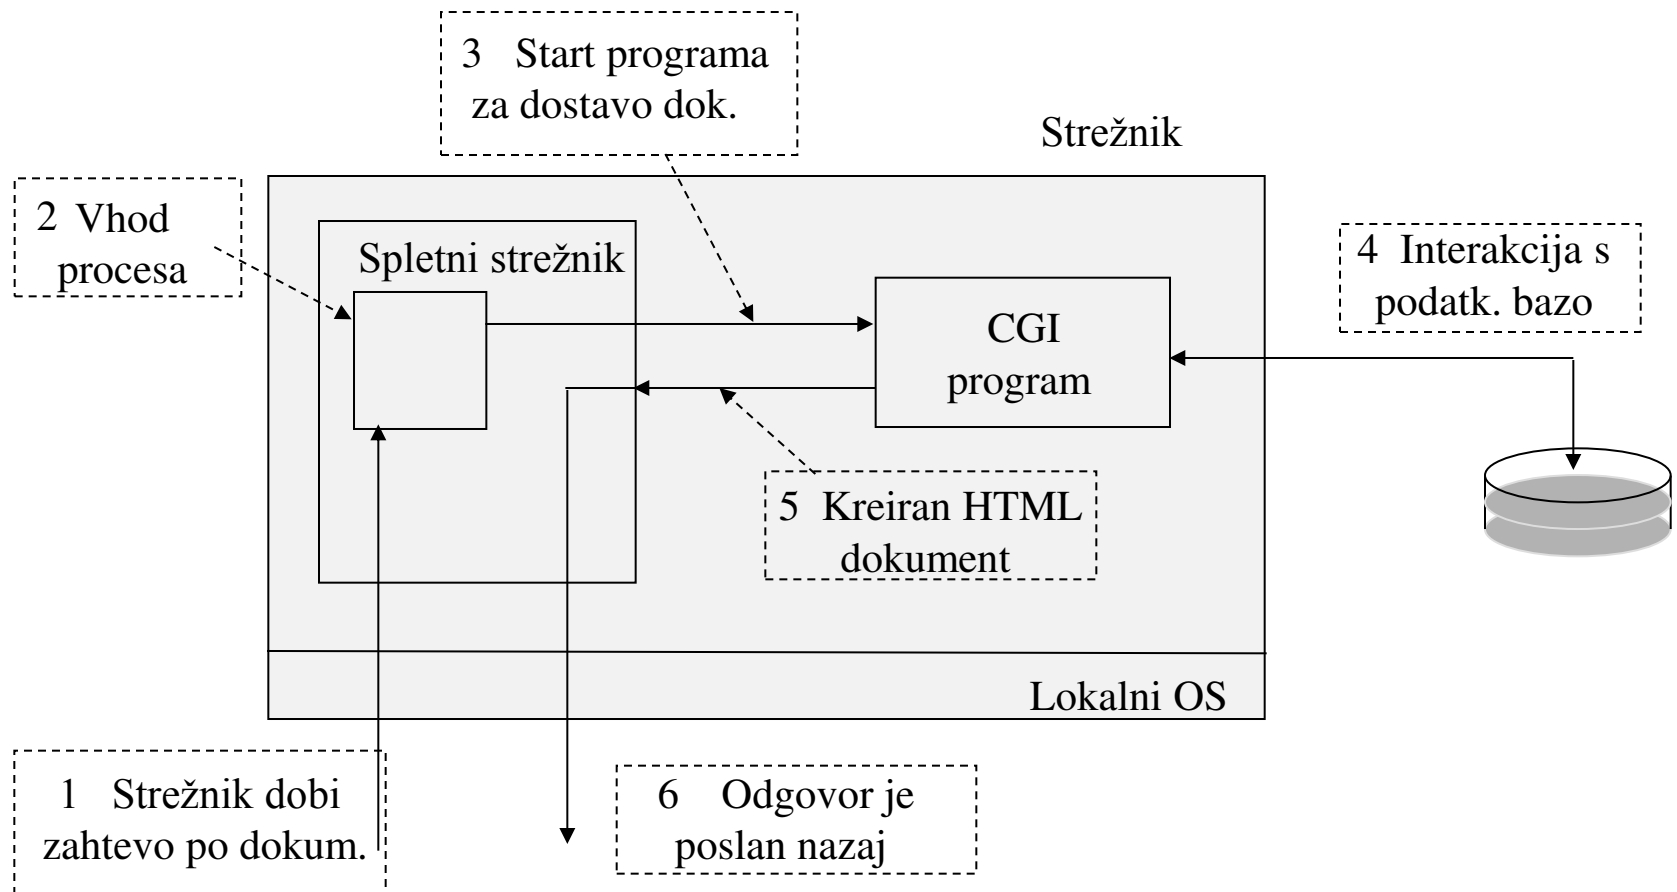 3 Start programa
za dostavo dok.
Strežnik
2 Vhod
procesa
Spletni strežnik
4 Interakcija s
podatk. bazo
CGI
program
5 Kreiran HTML
dokument
Lokalni OS
1 Strežnik dobi
zahtevo po dokum.
6 Odgovor je
poslan nazaj